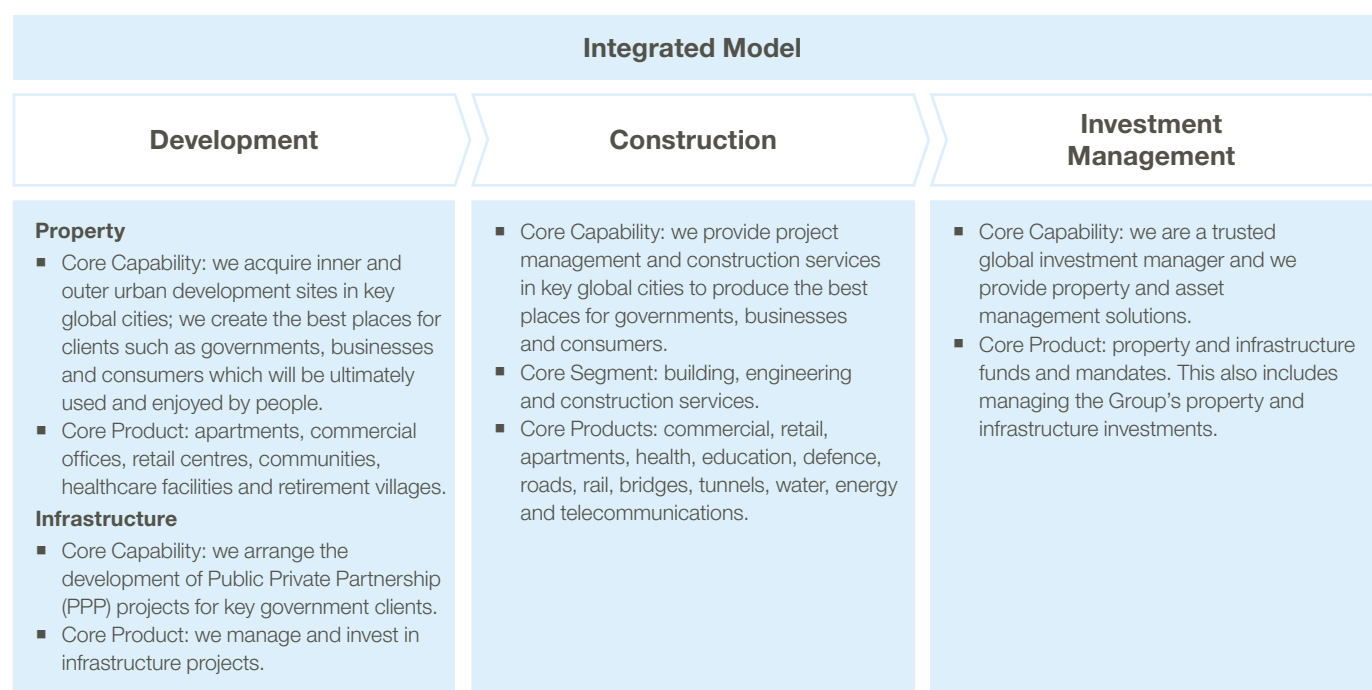 Integrated Model
Development
Construction
Investment
Management
Property
■ Core Capability: we acquire inner and
outer urban development sites in key
global cities; we create the best places for
clients such as governments, businesses
and consumers which will be ultimately
used and enjoyed by people.
■ Core Product: apartments, commercial
offices, retail centres, communities,
healthcare facilities and retirement villages.
Infrastructure
■ Core Capability: we arrange the
development of Public Private Partnership
(PPP) projects for key government clients.
■ Core Product: we manage and invest in
infrastructure projects.
■ Core Capability: we provide project
management and construction services
in key global cities to produce the best
places for governments, businesses
and consumers.
■ Core Segment: building, engineering
and construction services.
■ Core Products: commercial, retail,
apartments, health, education, defence,
roads, rail, bridges, tunnels, water, energy
and telecommunications.
■ Core Capability: we are a trusted
global investment manager and we
provide property and asset
management solutions.
■ Core Product: property and infrastructure
funds and mandates. This also includes
managing the Group’s property and
infrastructure investments.